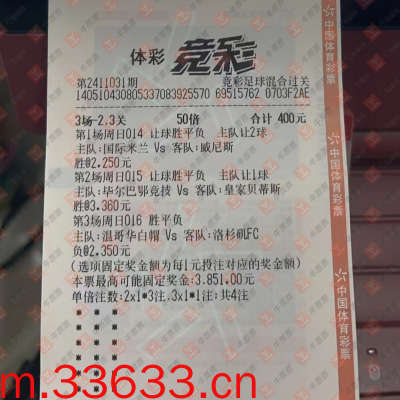 体彩 竞彩
第2411031期 竞彩足球混合过关
140510430805337083925570 69515762 0703F2AE
3场-2.3关 50倍 合计 400元
第1场周日014 让球胜平负 主队让2球
主队:国际米兰 Vs 客队:威尼斯
胜@2.250元
第2场周日015 让球胜平负 主队让1球
主队:毕尔巴鄂竞技 Vs 客队:皇家贝蒂斯
胜@3.360元
第3场周日016 胜平负
主队:温哥华白帽 Vs 客队:洛杉矶FC
负@2.350元
(选项固定奖金额为每1元投注对应的奖金额)
本票最高可能固定奖金:3,851.00元
单倍注数:2x1*3注,3x1*1注:共4注
中国体育彩票
中国体育彩票
中国体育彩票
m.33633.cn